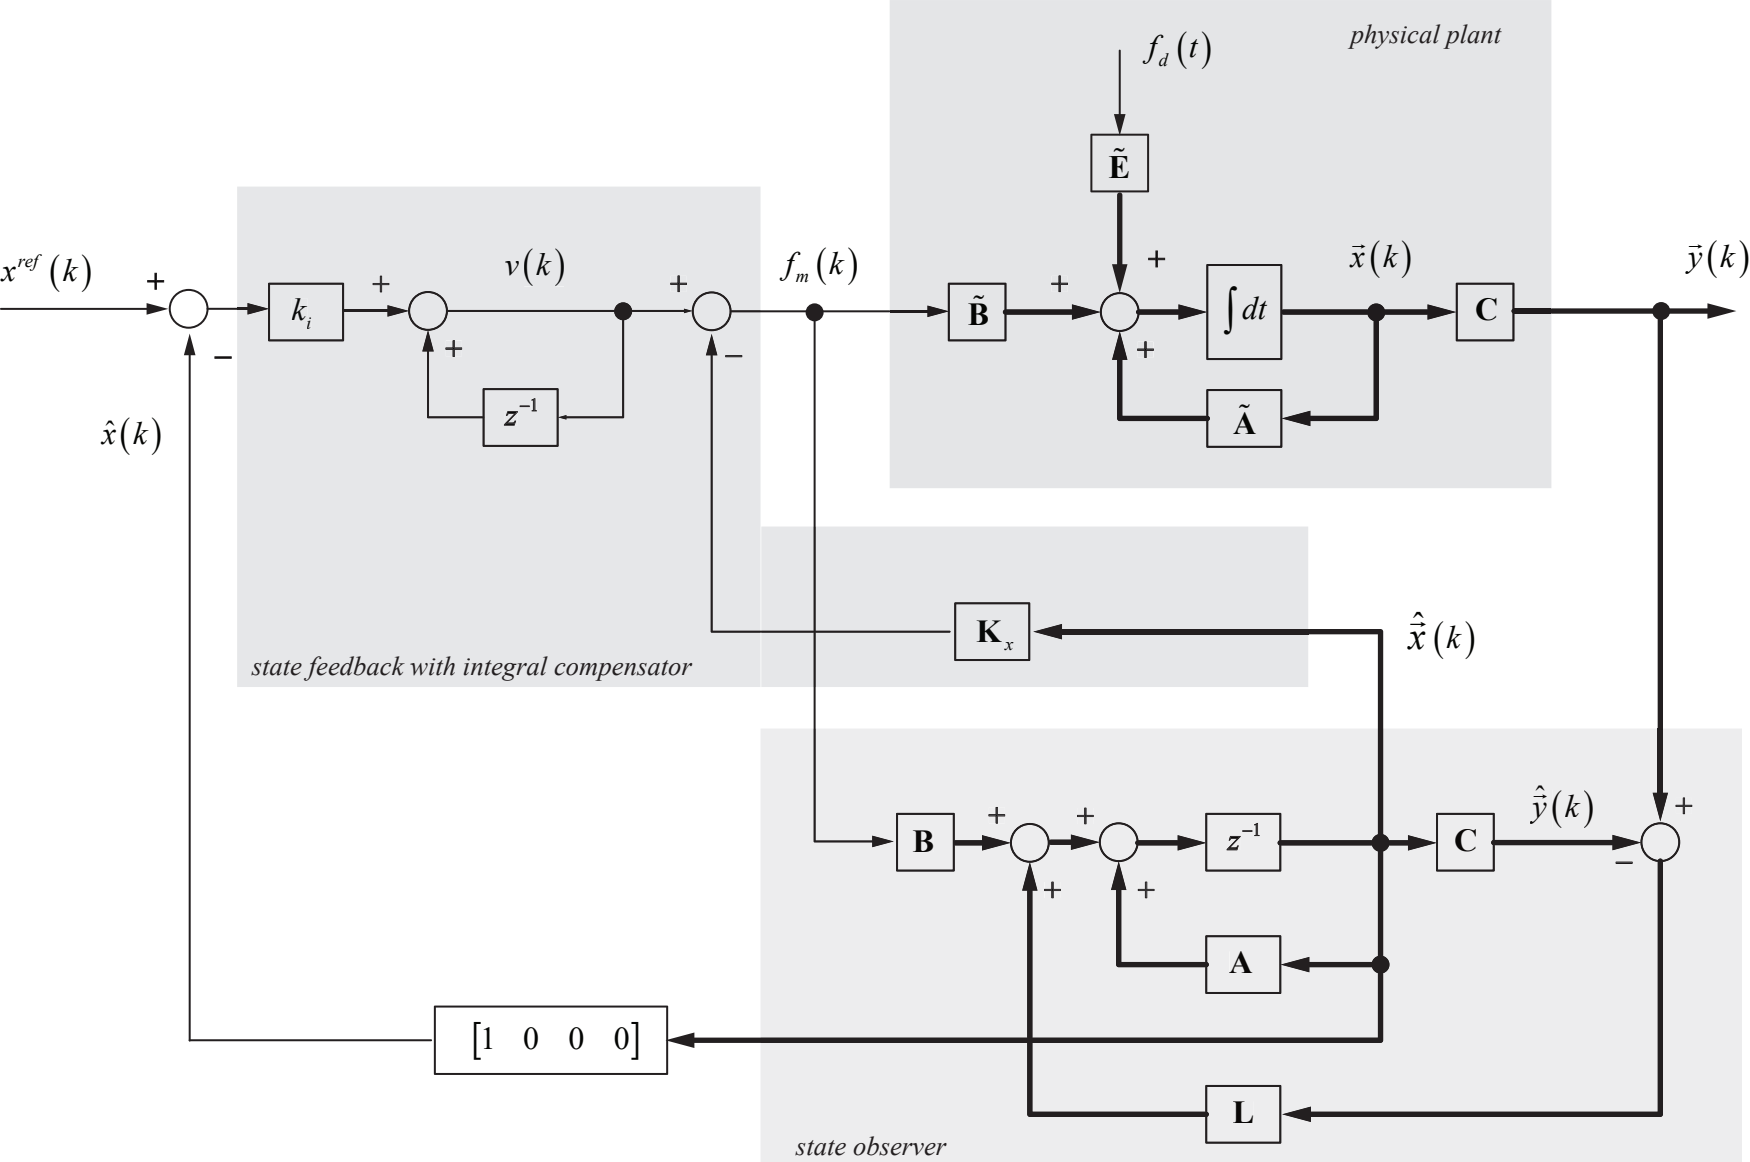 physical plant
f_d(t)
Ẽ
x^{ref}(k)
+
−
k_i
+
+
v(k)
z^{−1}
+
−
f_m(k)
B̃
+
+
+
∫dt
x⃗(k)
C
y⃗(k)
Ã
x̂(k)
K_x
x⃗̂(k)
state feedback with integral compensator
B
+
+
+
+
z^{−1}
C
y⃗̂(k)
+
−
A
[1 0 0 0]
L
state observer